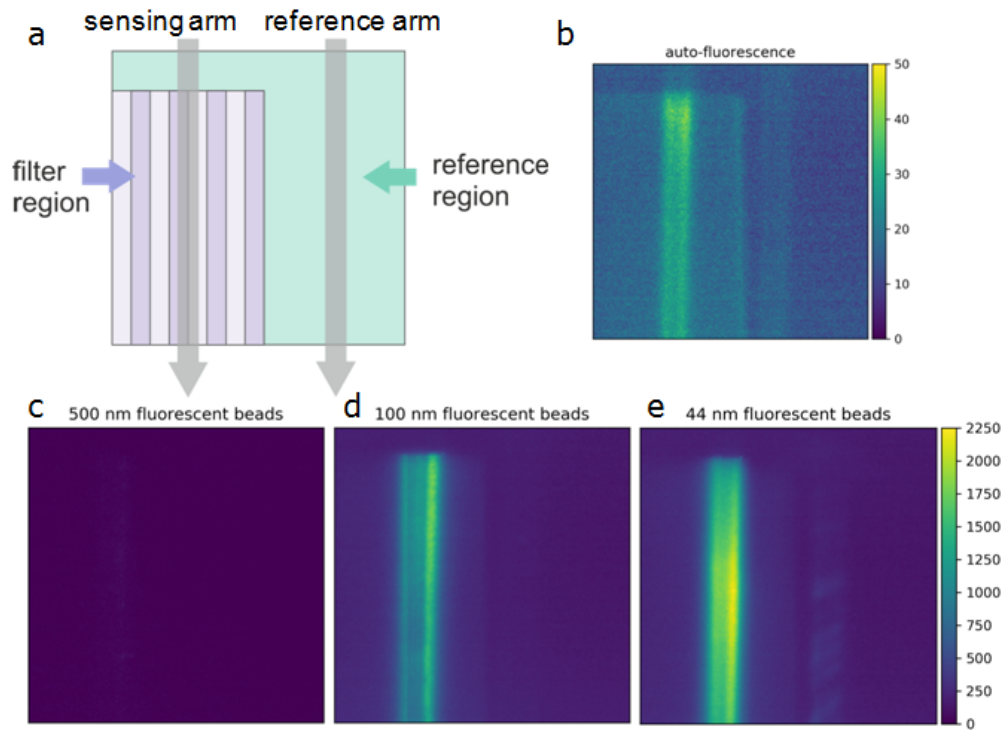 a
sensing arm
reference arm
filter
region
reference
region
b
auto-fluorescence
50
40
30
20
10
0
c
500 nm fluorescent beads
d
100 nm fluorescent beads
e
44 nm fluorescent beads
2250
2000
1750
1500
1250
1000
750
500
250
0